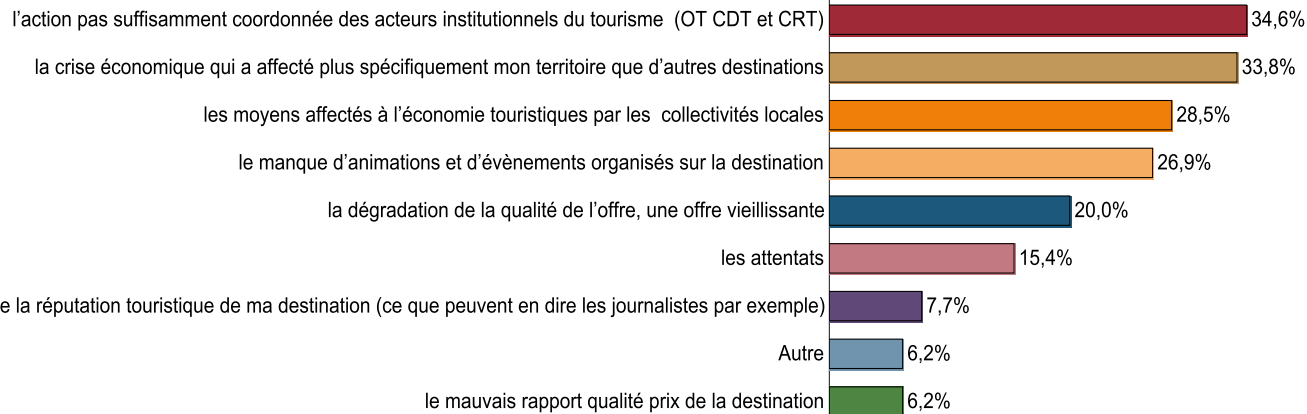 l’action pas suffisamment coordonnée des acteurs institutionnels du tourisme (OT CDT et CRT) 34,6%
la crise économique qui a affecté plus spécifiquement mon territoire que d’autres destinations 33,8%
les moyens affectés à l’économie touristiques par les collectivités locales 28,5%
le manque d’animations et d’évènements organisés sur la destination 26,9%
la dégradation de la qualité de l’offre, une offre vieillissante 20,0%
les attentats 15,4%
e la réputation touristique de ma destination (ce que peuvent en dire les journalistes par exemple) 7,7%
Autre 6,2%
le mauvais rapport qualité prix de la destination 6,2%